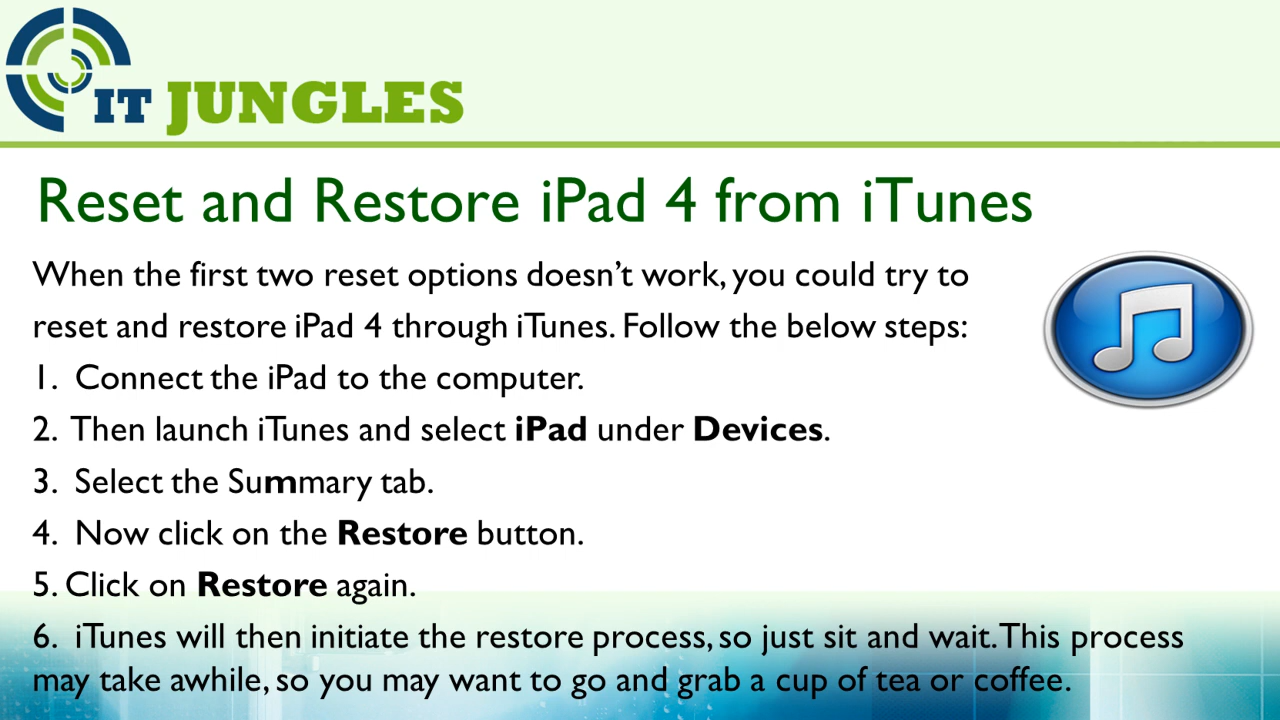 IT JUNGLES
Reset and Restore iPad 4 from iTunes
When the first two reset options doesn't work, you could try to
reset and restore iPad 4 through iTunes. Follow the below steps:
1. Connect the iPad to the computer.
2. Then launch iTunes and select iPad under Devices.
3. Select the Summary tab.
4. Now click on the Restore button.
5. Click on Restore again.
6. iTunes will then initiate the restore process, so just sit and wait. This process
may take awhile, so you may want to go and grab a cup of tea or coffee.